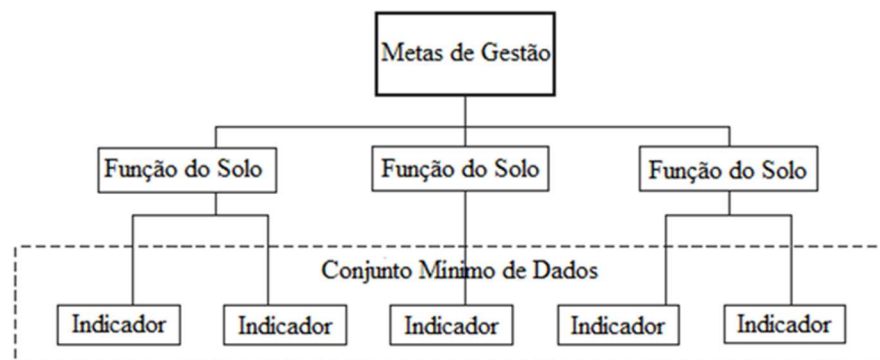 Metas de Gestão
Função do Solo
Função do Solo
Função do Solo
Conjunto Mínimo de Dados
Indicador
Indicador
Indicador
Indicador
Indicador